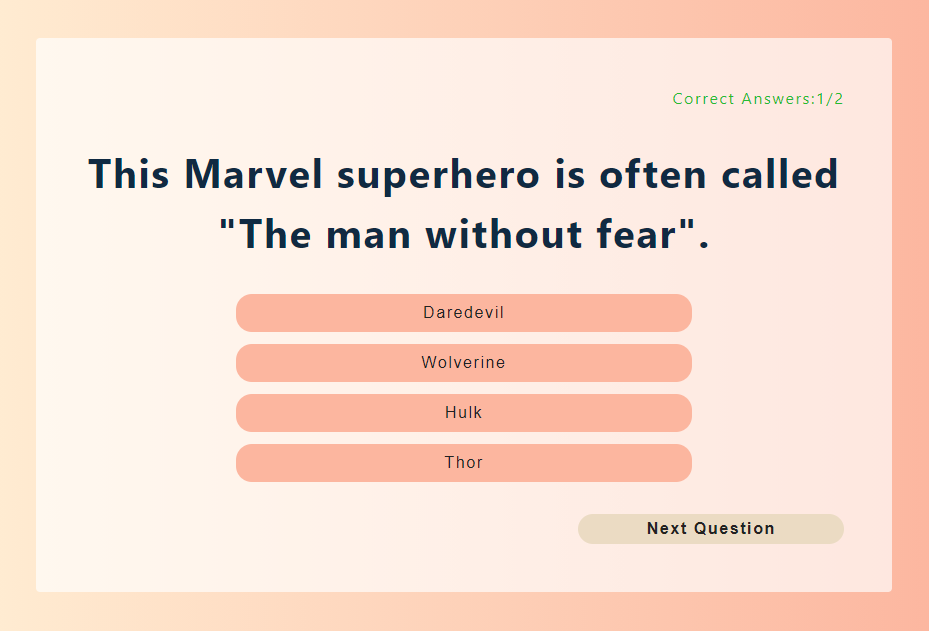 Correct Answers:1/2
This Marvel superhero is often called
"The man without fear".
Daredevil
Wolverine
Hulk
Thor
Next Question